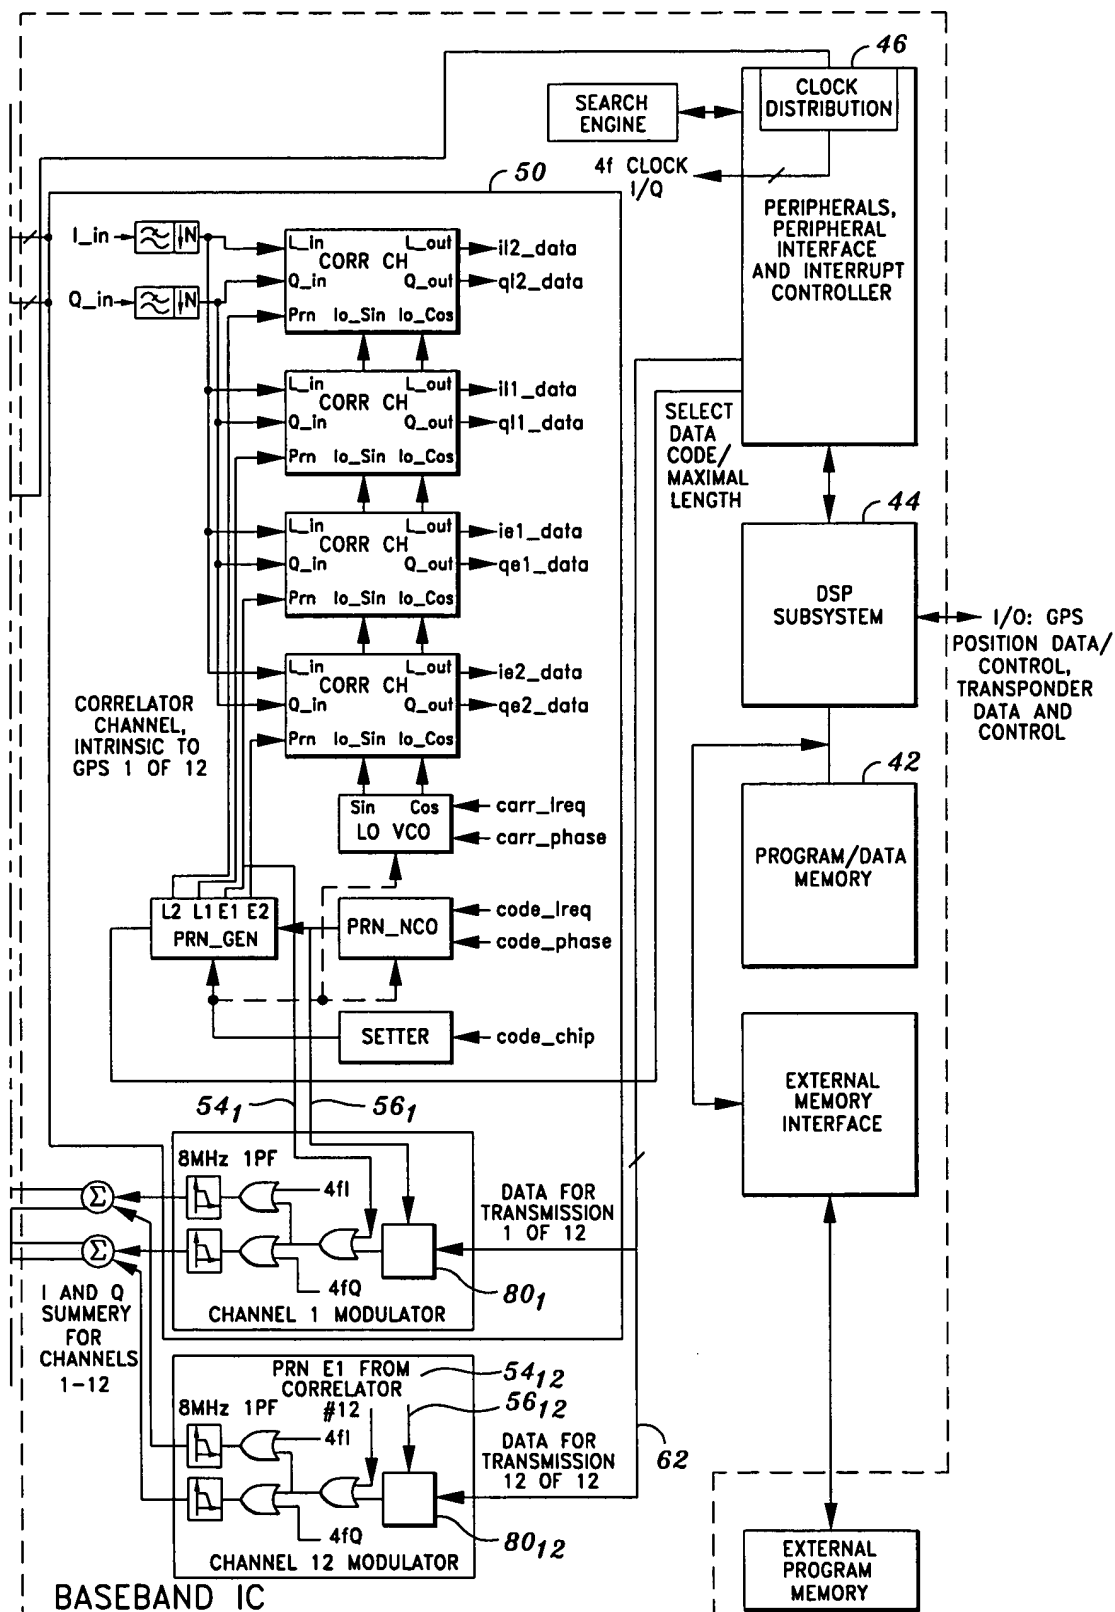 46
CLOCK
DISTRIBUTION
SEARCH
ENGINE
4f CLOCK
I/Q
PERIPHERALS,
PERIPHERAL
INTERFACE
AND INTERRUPT
CONTROLLER
50
I_in
↓N
Q_in
↓N
L_in L_out
CORR CH
Q_in Q_out
Prn lo_Sin lo_Cos
il2_data
ql2_data
L_in L_out
CORR CH
Q_in Q_out
Prn lo_Sin lo_Cos
il1_data
ql1_data
L_in L_out
CORR CH
Q_in Q_out
Prn lo_Sin lo_Cos
ie1_data
qe1_data
L_in L_out
CORR CH
Q_in Q_out
Prn lo_Sin lo_Cos
ie2_data
qe2_data
SELECT
DATA
CODE/
MAXIMAL
LENGTH
44
DSP
SUBSYSTEM
I/O: GPS
POSITION DATA/
CONTROL,
TRANSPONDER
DATA AND
CONTROL
CORRELATOR
CHANNEL,
INTRINSIC TO
GPS 1 OF 12
42
PROGRAM/DATA
MEMORY
Sin Cos
LO VCO
carr_lreq
carr_phase
L2 L1 E1 E2
PRN_GEN
PRN_NCO
code_lreq
code_phase
SETTER
code_chip
EXTERNAL
MEMORY
INTERFACE
54₁
56₁
8MHz 1PF
4fI
Σ
Σ
4fQ
CHANNEL 1 MODULATOR
DATA FOR
TRANSMISSION
1 OF 12
80₁
I AND Q
SUMMERY
FOR
CHANNELS
1-12
PRN E1 FROM
CORRELATOR
#12
54₁₂
56₁₂
8MHz 1PF
4fI
4fQ
CHANNEL 12 MODULATOR
DATA FOR
TRANSMISSION
12 OF 12
80₁₂
62
EXTERNAL
PROGRAM
MEMORY
BASEBAND IC